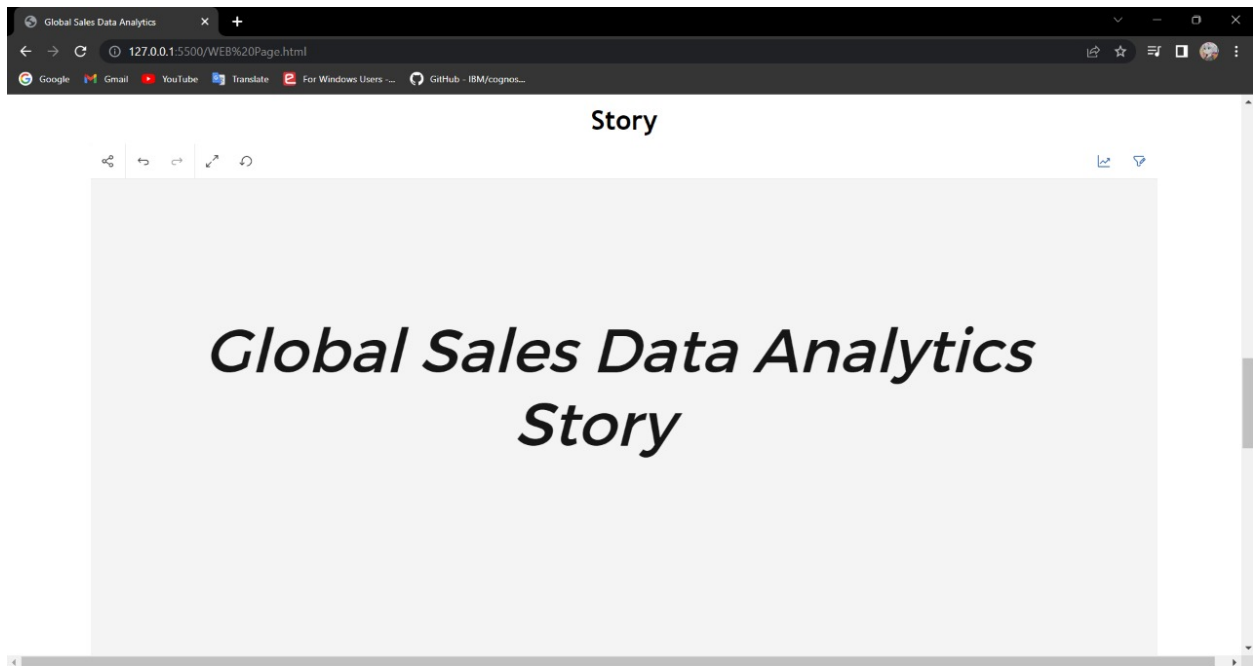 Global Sales Data Analytics
127.0.0.1:5500/WEB%20Page.html
Google Gmail YouTube Translate For Windows Users -... GitHub - IBM/cognos...
Story
Global Sales Data Analytics
Story